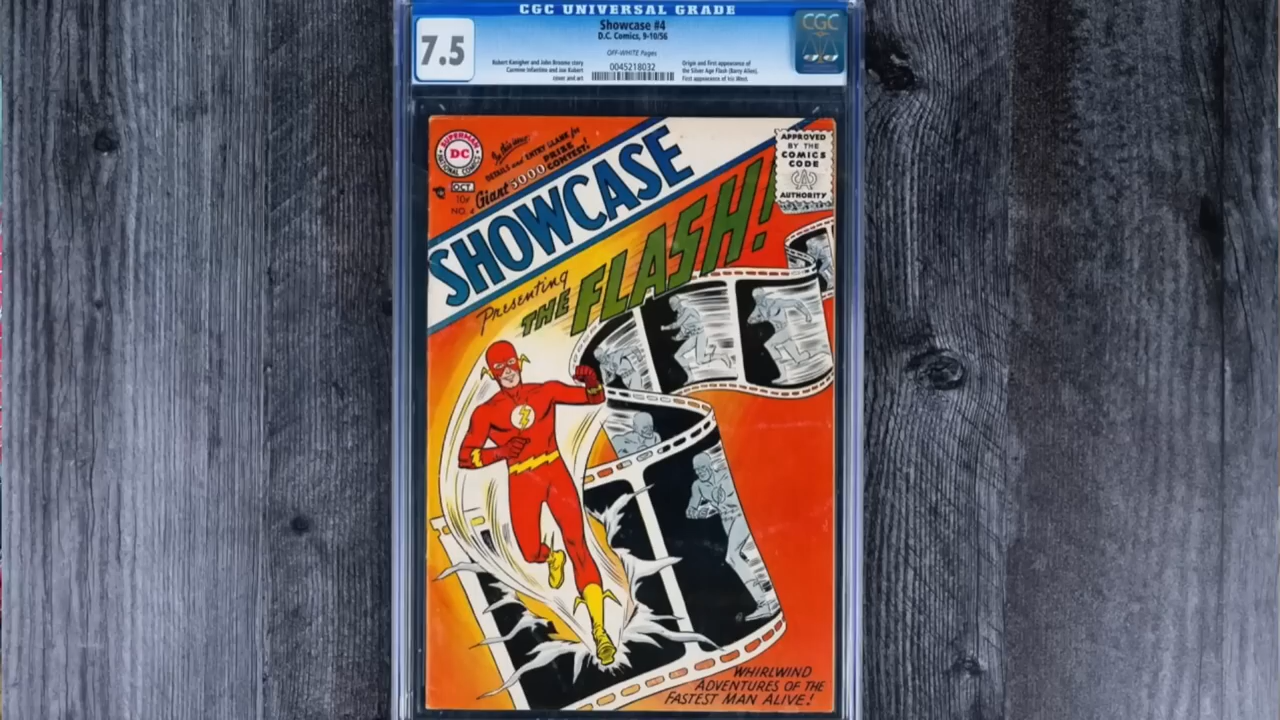 CGC UNIVERSAL GRADE
7.5
Showcase #4
D.C. Comics, 9-10/56
OFF-WHITE Pages
Robert Kanigher and John Broome story
Carmine Infantino and Joe Kubert
cover and art
0045218032
Origin and First appearance of
the Silver Age Flash (Barry Allen).
First appearance of Iris West.
CGC
SUPERMAN
DC
NATIONAL COMICS
In this issue:
DETAILS and ENTRY BLANK for
Giant 5000 PRIZE CONTEST!
OCT.
10¢
NO. 4
SHOWCASE
APPROVED
BY THE
COMICS
CODE
CA
AUTHORITY
Presenting
THE FLASH!
WHIRLWIND
ADVENTURES OF THE
FASTEST MAN ALIVE!